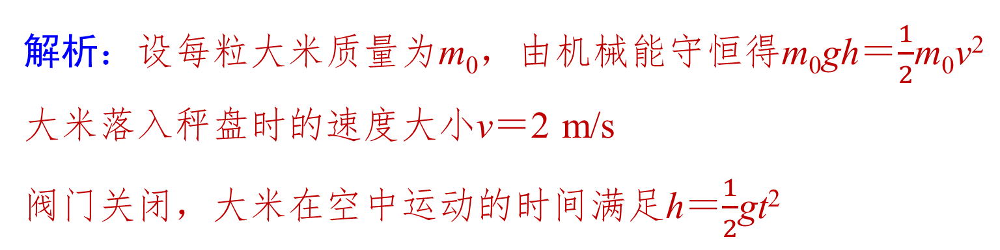 解析：设每粒大米质量为m₀，由机械能守恒得m₀gh＝½m₀v²
大米落入秤盘时的速度大小v＝2 m/s
阀门关闭，大米在空中运动的时间满足h＝½gt²